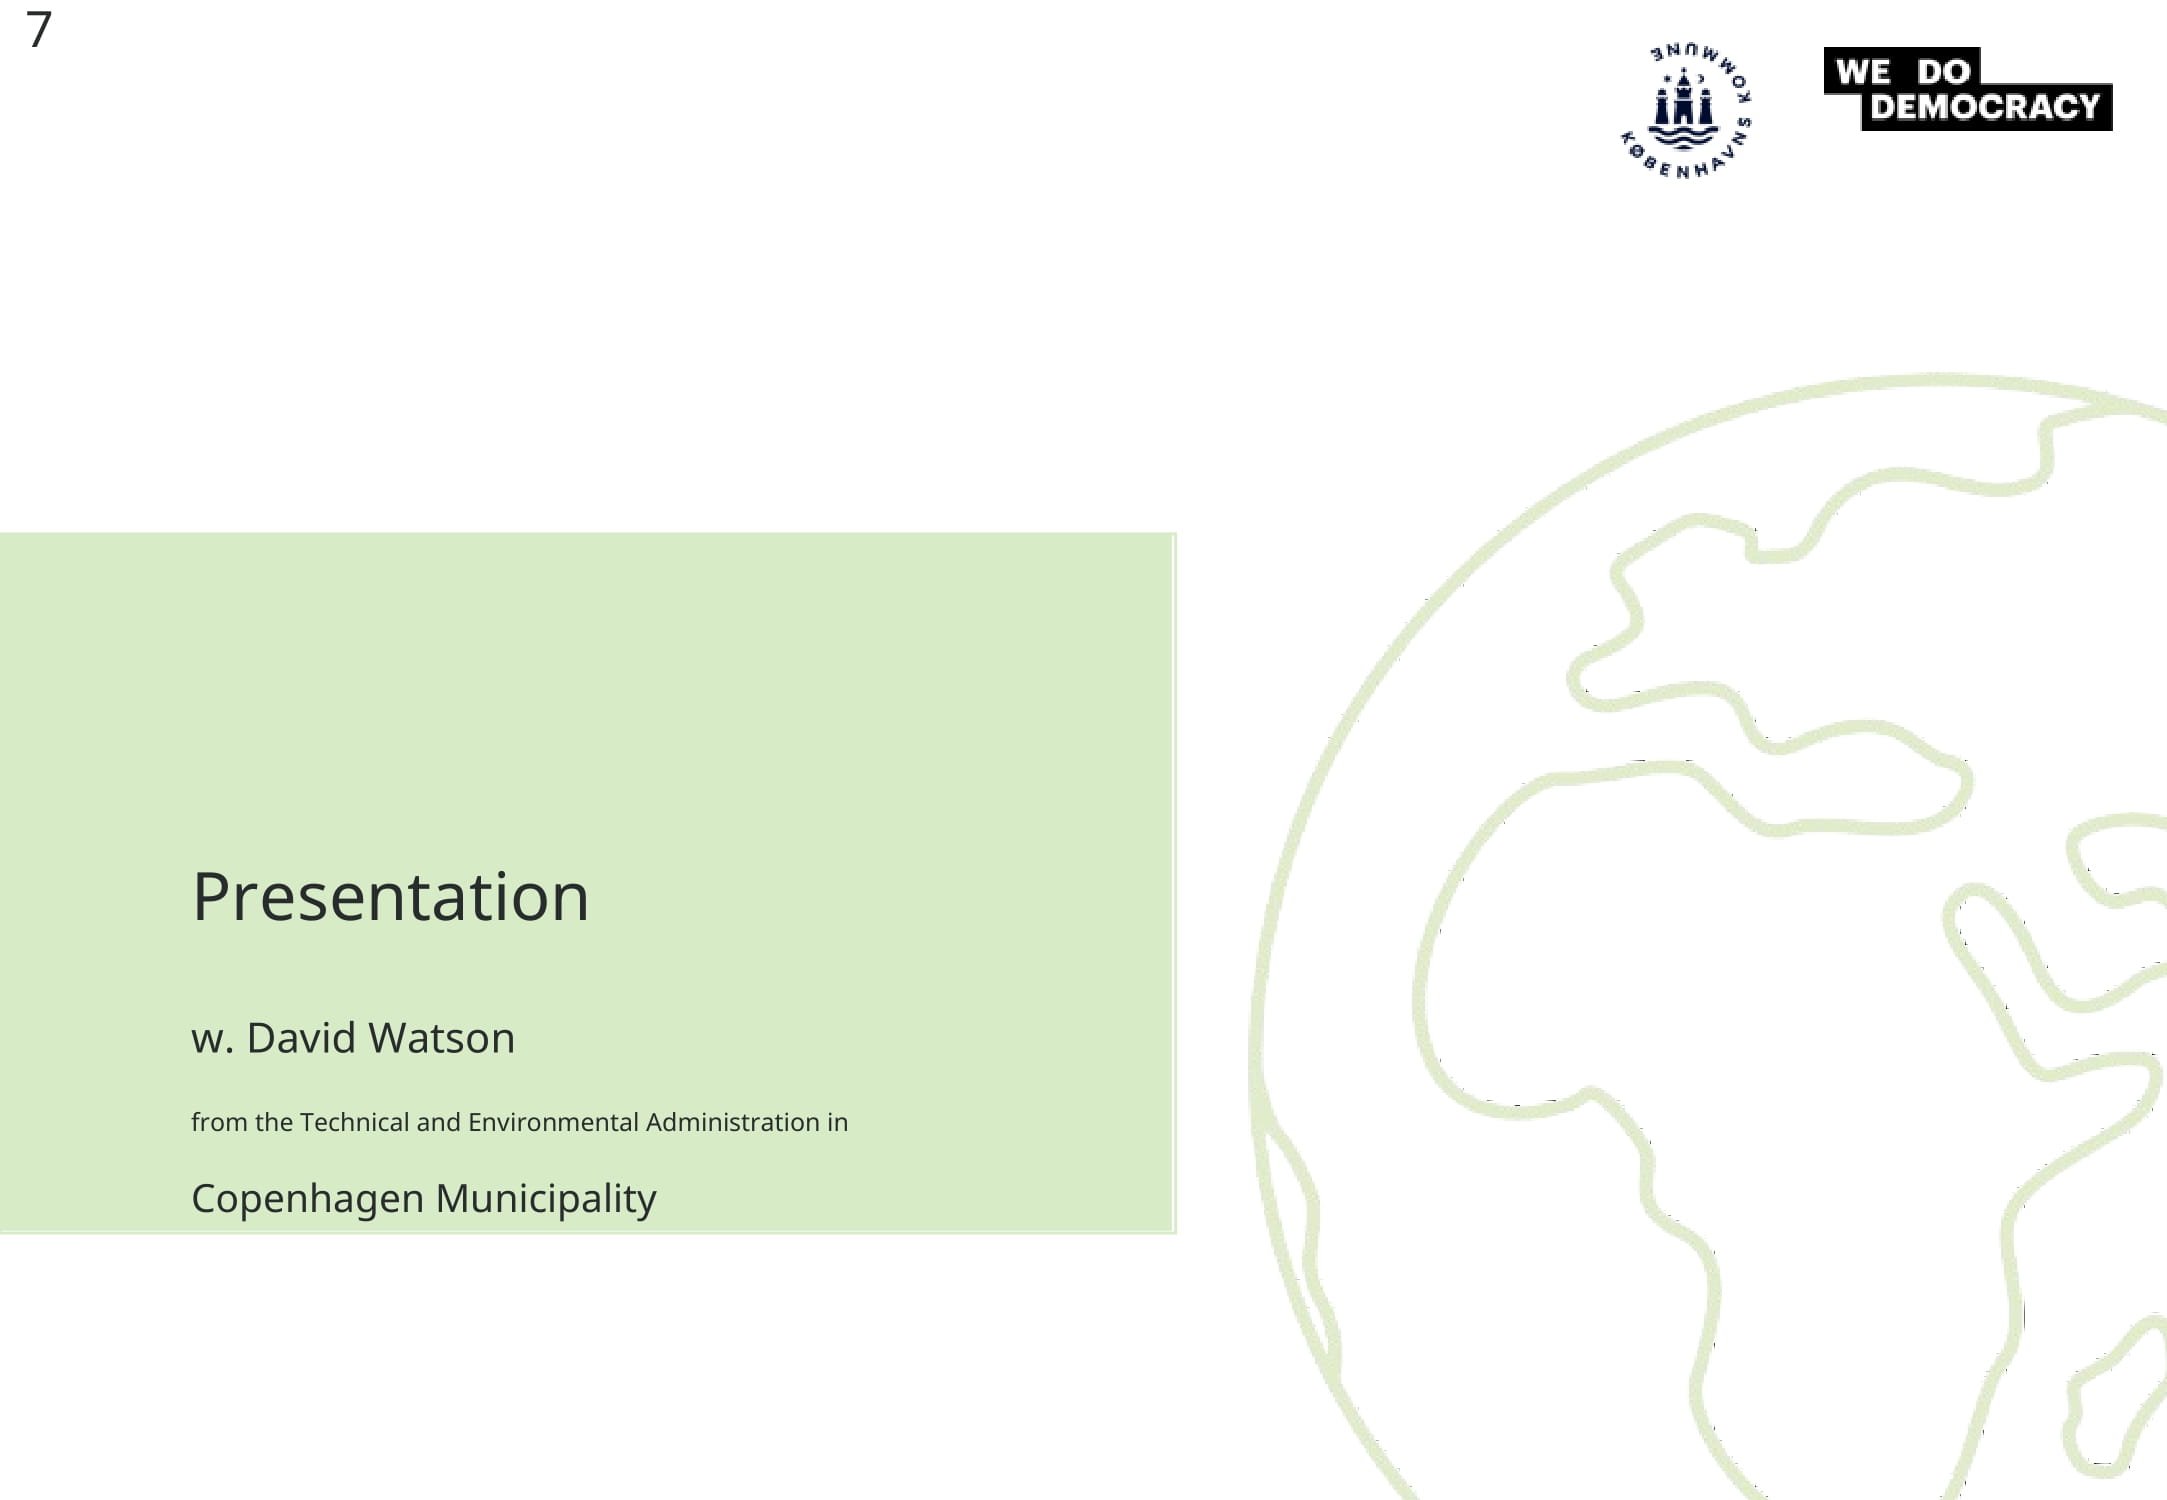 7
KØBENHAVNS KOMMUNE
WE DO
DEMOCRACY
Presentation
w. David Watson
from the Technical and Environmental Administration in
Copenhagen Municipality